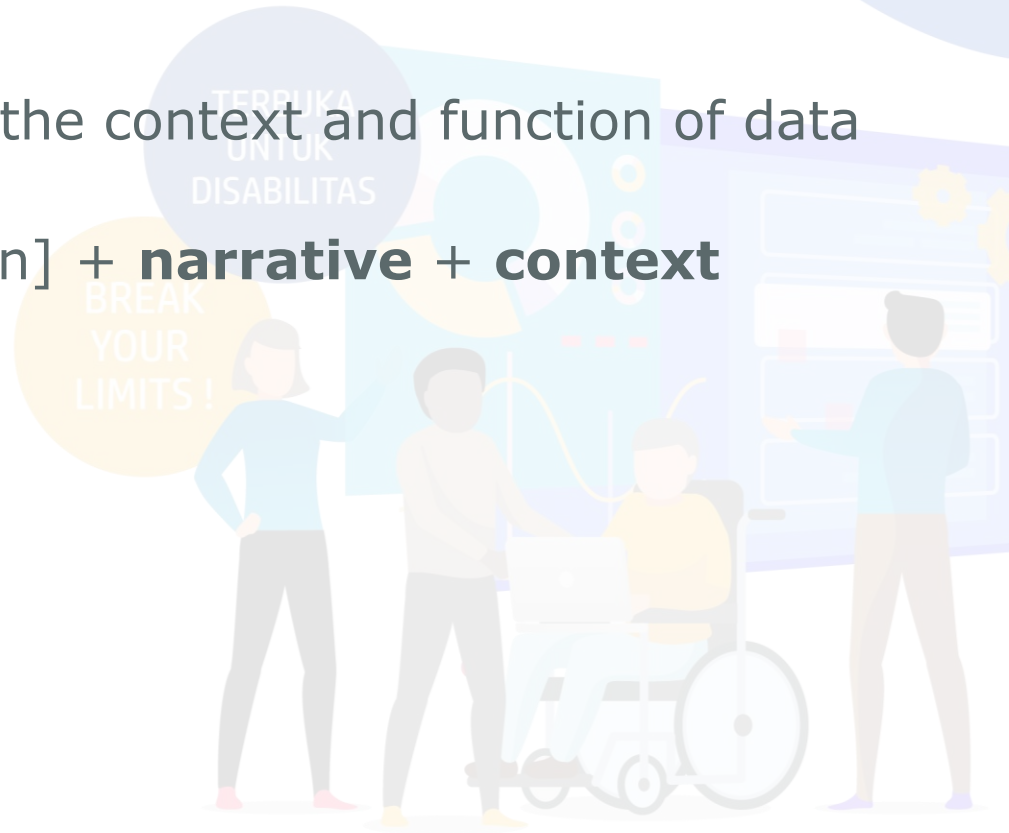 the context and function of data
n] + narrative + context
TERBUKA
UNTUK
DISABILITAS
BREAK
YOUR
LIMITS !